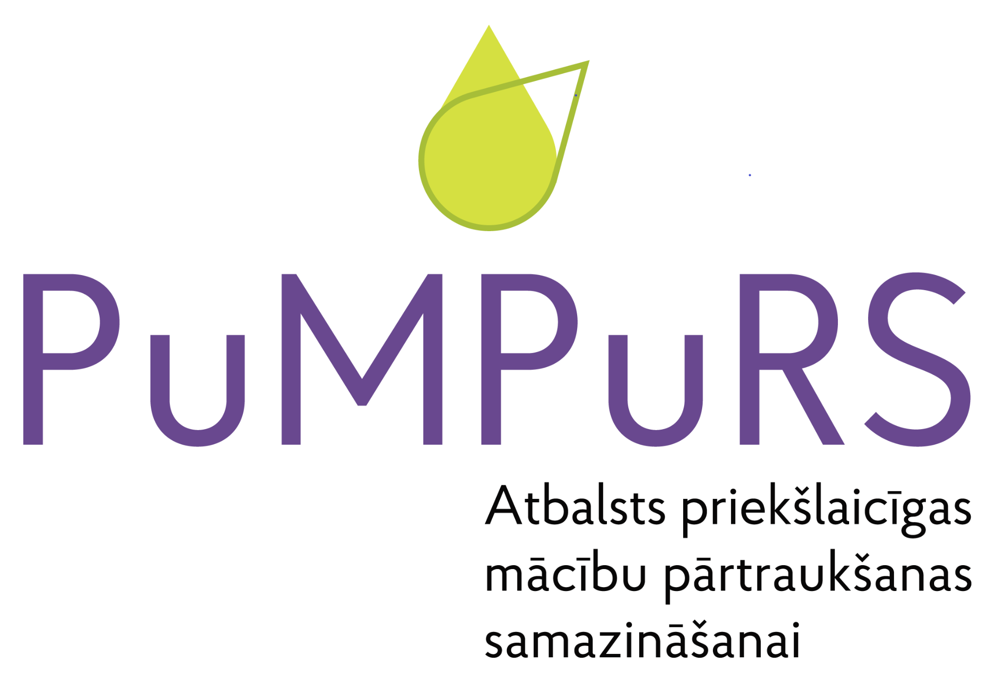 PuMPuRS
Atbalsts priekšlaicīgas
mācību pārtraukšanas
samazināšanai